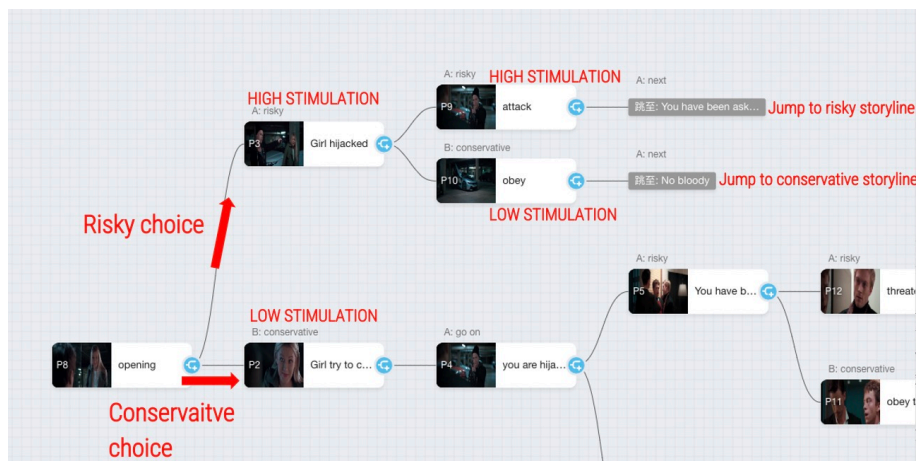 A: risky
HIGH STIMULATION
A: next
P9
attack
跳至: You have been ask...
Jump to risky storyline
HIGH STIMULATION
A: risky
P3
Girl hijacked
B: conservative
A: next
P10
obey
跳至: No bloody
Jump to conservative storyline
LOW STIMULATION
Risky choice
A: risky
A: risky
P5
You have b...
P12
LOW STIMULATION
B: conservative
A: go on
P8
opening
P2
Girl try to c...
P4
you are hija...
B: conservative
P11
Conservaitve
choice